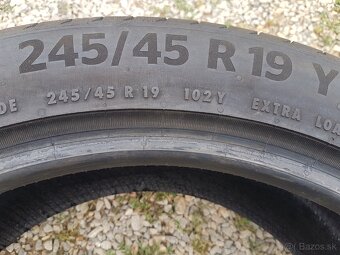 245/45 R 19 Y
DE 245/45 R 19 102Y EXTRA LOA
Bazos.sk